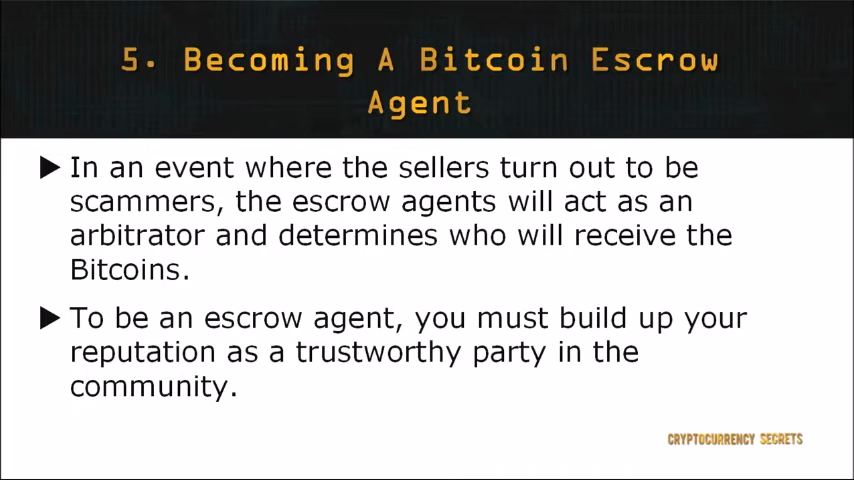 5. Becoming A Bitcoin Escrow
Agent
In an event where the sellers turn out to be
scammers, the escrow agents will act as an
arbitrator and determines who will receive the
Bitcoins.
To be an escrow agent, you must build up your
reputation as a trustworthy party in the
community.
CRYPTOCURRENCY SECRETS